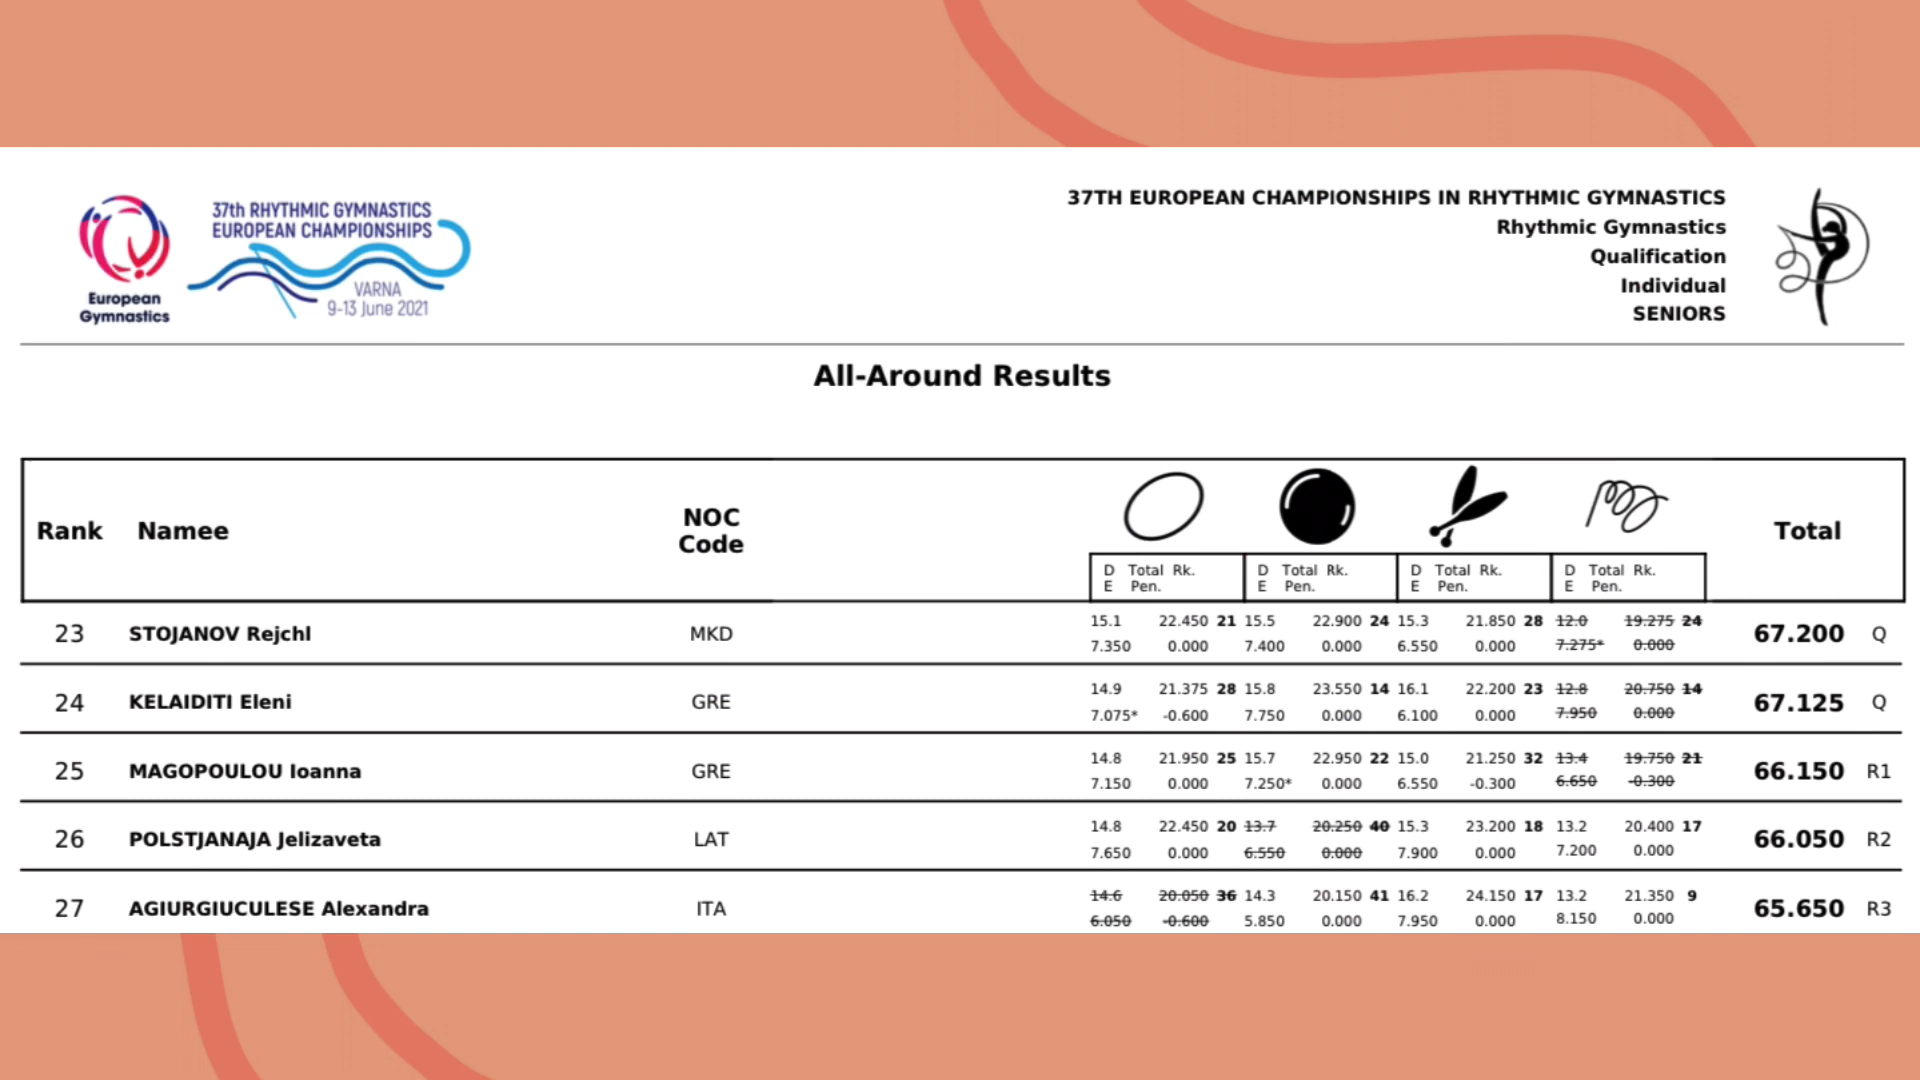 37th RHYTHMIC GYMNASTICS
EUROPEAN CHAMPIONSHIPS
VARNA
9-13 June 2021
European
Gymnastics
37TH EUROPEAN CHAMPIONSHIPS IN RHYTHMIC GYMNASTICS
Rhythmic Gymnastics
Qualification
Individual
SENIORS
All-Around Results
Rank Namee NOC Code Total
D Total Rk. D Total Rk. D Total Rk. D Total Rk.
E Pen. E Pen. E Pen. E Pen.
15.1 22.450 21 15.5 22.900 24 15.3 21.850 28 12.0 19.275 24
23 STOJANOV Rejchl MKD 67.200 Q
7.350 0.000 7.400 0.000 6.550 0.000 7.275* 0.000
14.9 21.375 28 15.8 23.550 14 16.1 22.200 23 12.8 20.750 14
24 KELAIDITI Eleni GRE 67.125 Q
7.075* -0.600 7.750 0.000 6.100 0.000 7.950 0.000
14.8 21.950 25 15.7 22.950 22 15.0 21.250 32 13.4 19.750 21
25 MAGOPOULOU Ioanna GRE 66.150 R1
7.150 0.000 7.250* 0.000 6.550 -0.300 6.650 -0.300
14.8 22.450 20 13.7 20.250 40 15.3 23.200 18 13.2 20.400 17
26 POLSTJANAJA Jelizaveta LAT 66.050 R2
7.650 0.000 6.550 0.000 7.900 0.000 7.200 0.000
14.6 20.050 36 14.3 20.150 41 16.2 24.150 17 13.2 21.350 9
27 AGIURGIUCULESE Alexandra ITA 65.650 R3
6.050 -0.600 5.850 0.000 7.950 0.000 8.150 0.000